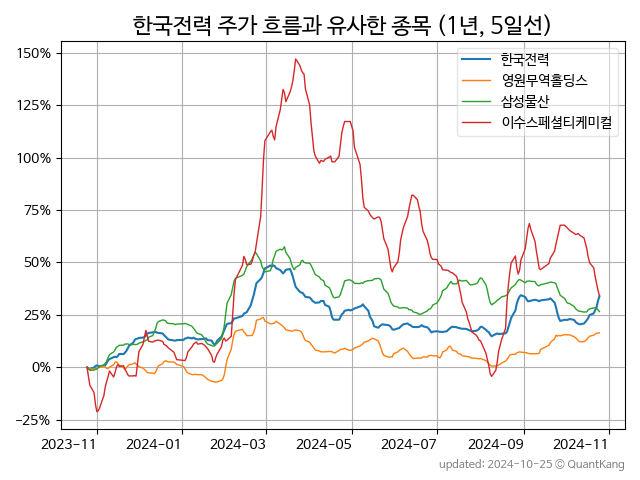 한국전력 주가 흐름과 유사한 종목 (1년, 5일선)
150%
125%
100%
75%
50%
25%
0%
−25%
한국전력
영원무역홀딩스
삼성물산
이수스페셜티케미컬
2023-11 2024-01 2024-03 2024-05 2024-07 2024-09 2024-11
updated: 2024-10-25 © QuantKang